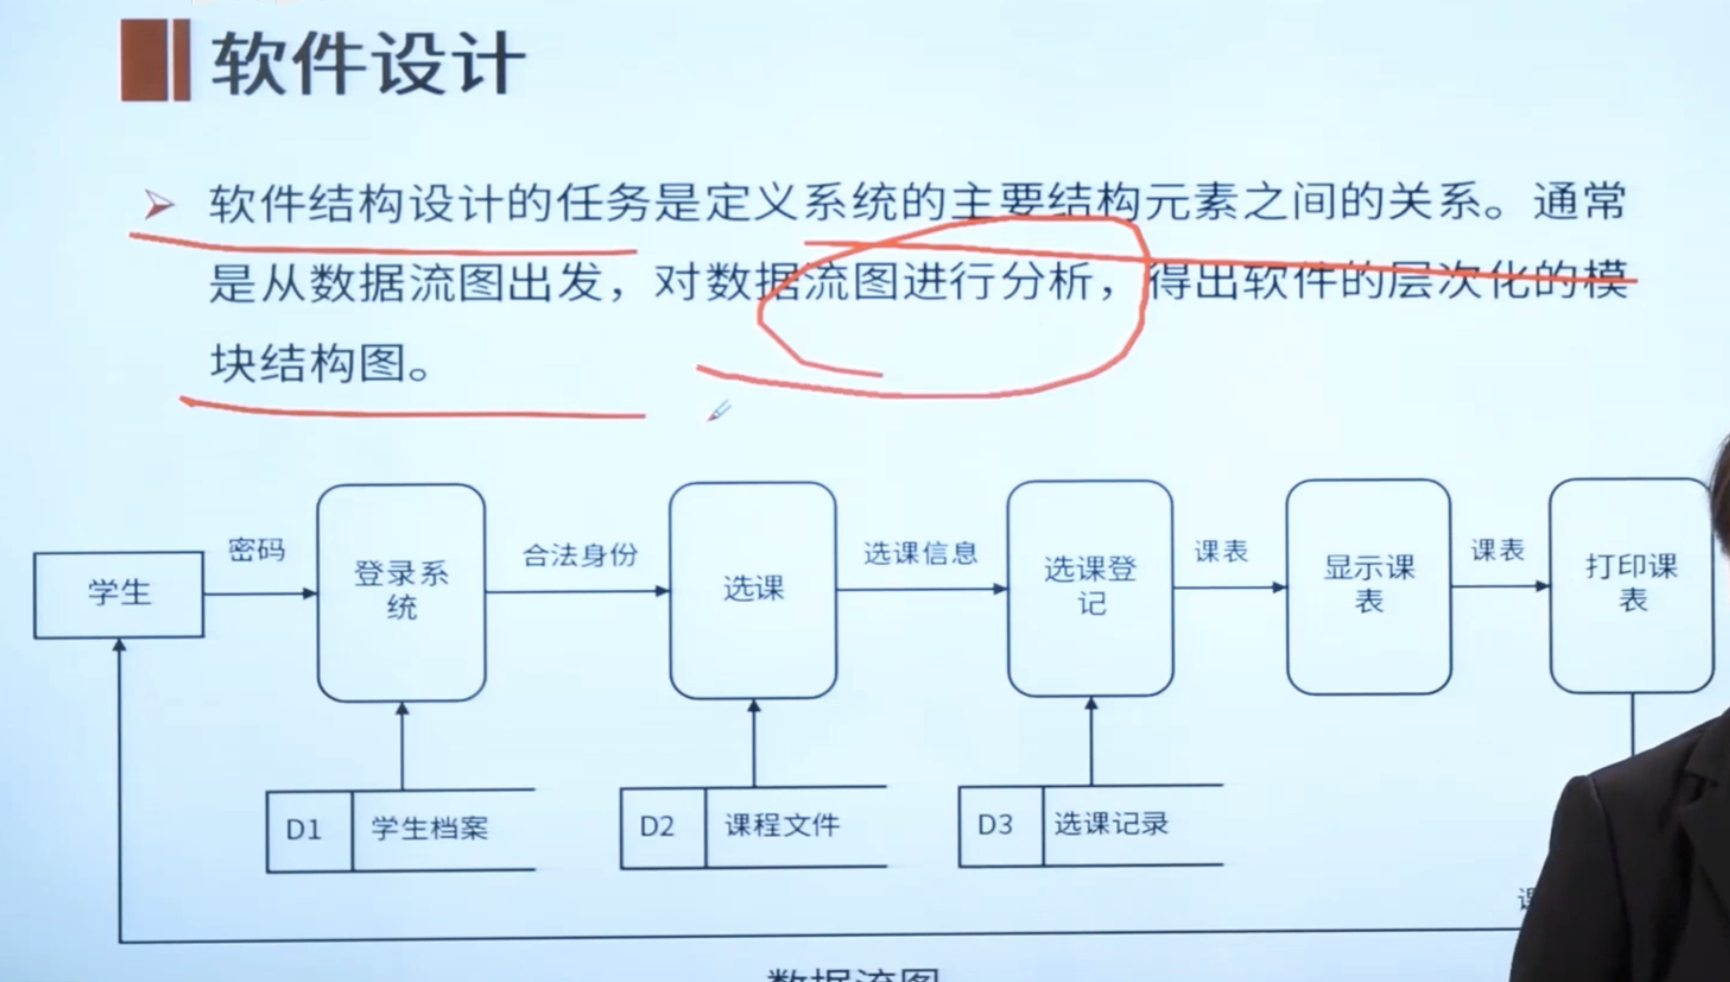 软件设计
软件结构设计的任务是定义系统的主要结构元素之间的关系。通常
是从数据流图出发，对数据流图进行分析，得出软件的层次化的模
块结构图。
学生
密码
登录系
统
合法身份
选课
选课信息
选课登
记
课表
显示课
表
课表
打印课
表
D1 学生档案
D2 课程文件
D3 选课记录
数据流图